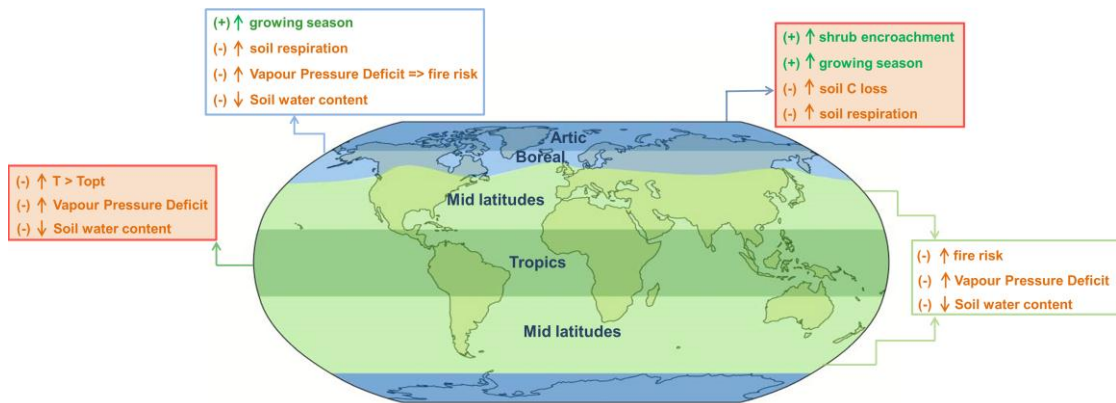 (+) ↑ growing season
(-) ↑ soil respiration
(-) ↑ Vapour Pressure Deficit => fire risk
(-) ↓ Soil water content
(+) ↑ shrub encroachment
(+) ↑ growing season
(-) ↑ soil C loss
(-) ↑ soil respiration
Artic
Boreal
Mid latitudes
(-) ↑ T > Topt
(-) ↑ Vapour Pressure Deficit
(-) ↓ Soil water content
Tropics
(-) ↑ fire risk
(-) ↑ Vapour Pressure Deficit
(-) ↓ Soil water content
Mid latitudes